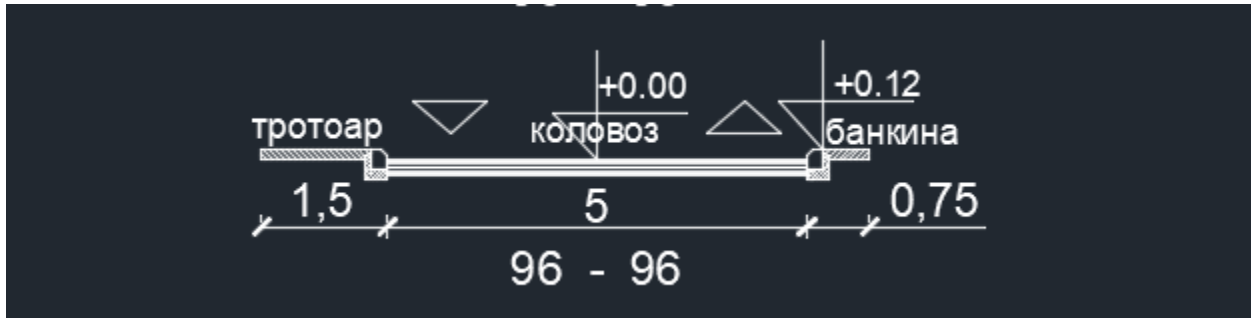 +0.00
+0.12
тротоар
коловоз
банкина
1,5
5
0,75
96 - 96